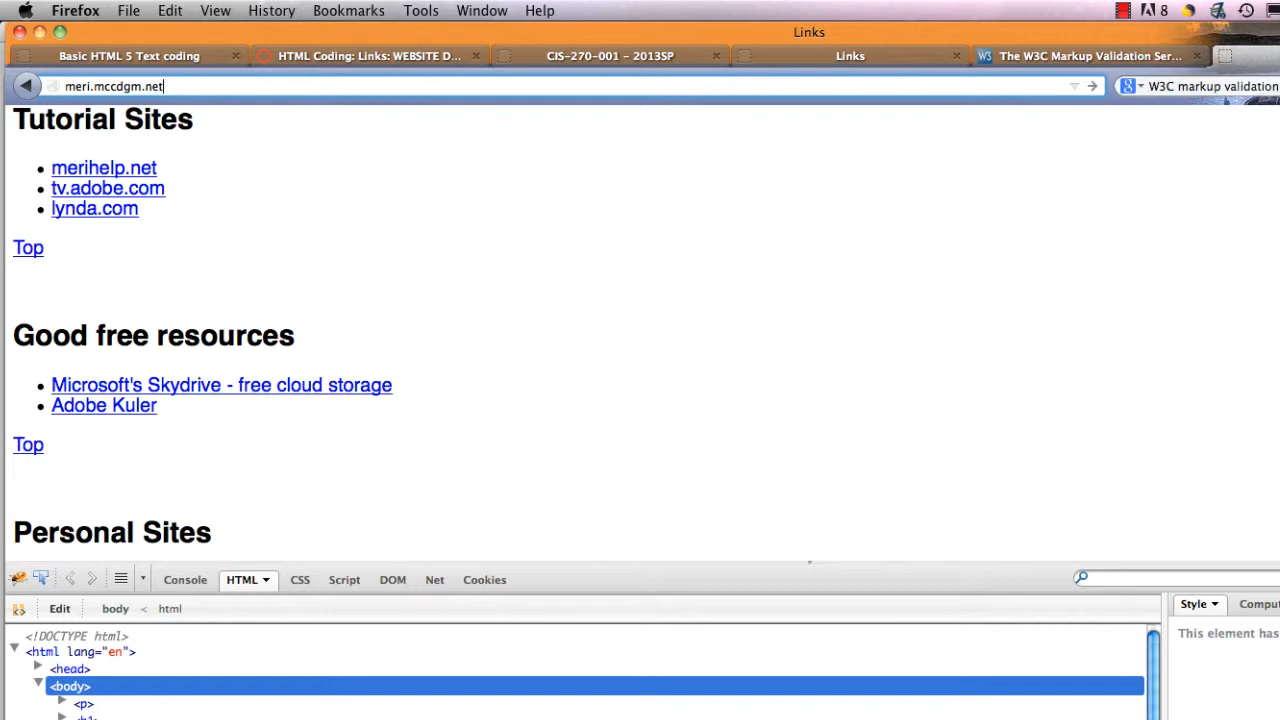 Firefox File Edit View History Bookmarks Tools Window Help 8
Links
Basic HTML 5 Text coding HTML Coding: Links: WEBSITE D... CIS-270-001 – 2013SP Links The W3C Markup Validation Ser...
meri.mccdgm.net W3C markup validation
Tutorial Sites
merihelp.net
tv.adobe.com
lynda.com
Top
Good free resources
Microsoft's Skydrive - free cloud storage
Adobe Kuler
Top
Personal Sites
Console HTML CSS Script DOM Net Cookies
Edit body < html Style Comput
<!DOCTYPE html> This element has
<html lang="en">
<head>
<body>
<p>
<h1>